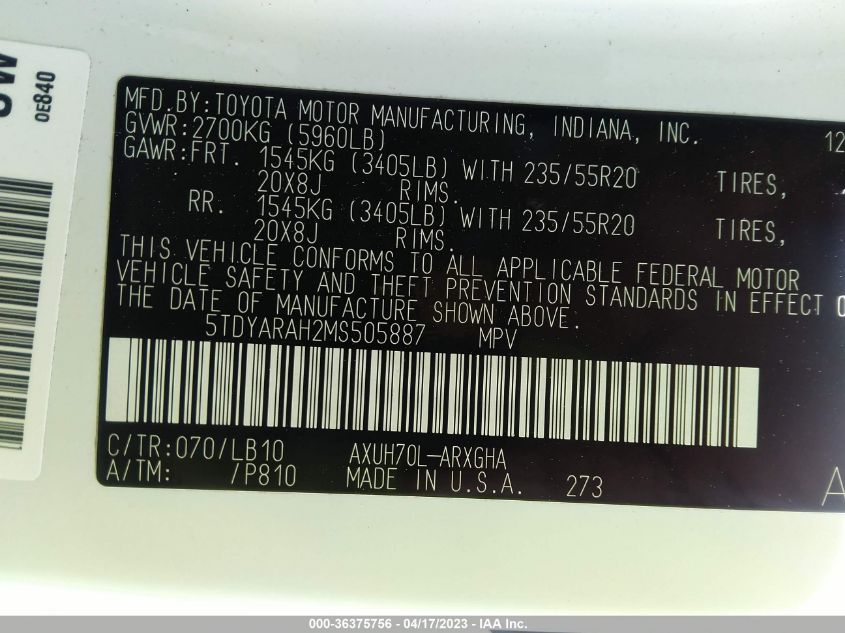 0E840
MFD.BY:TOYOTA MOTOR MANUFACTURING, INDIANA, INC. 12
GVWR:2700KG (5960LB)
GAWR:FRT. 1545KG (3405LB) WITH 235/55R20 TIRES,
20X8J RIMS.
RR. 1545KG (3405LB) WITH 235/55R20 TIRES,
20X8J RIMS.
THIS VEHICLE CONFORMS TO ALL APPLICABLE FEDERAL MOTOR
VEHICLE SAFETY AND THEFT PREVENTION STANDARDS IN EFFECT O
THE DATE OF MANUFACTURE SHOWN ABOVE.
5TDYARAH2MS505887 MPV
C/TR:070/LB10 AXUH70L-ARXGHA
A/TM: /P810 MADE IN U.S.A. 273 A
000-36375756 - 04/17/2023 - IAA Inc.